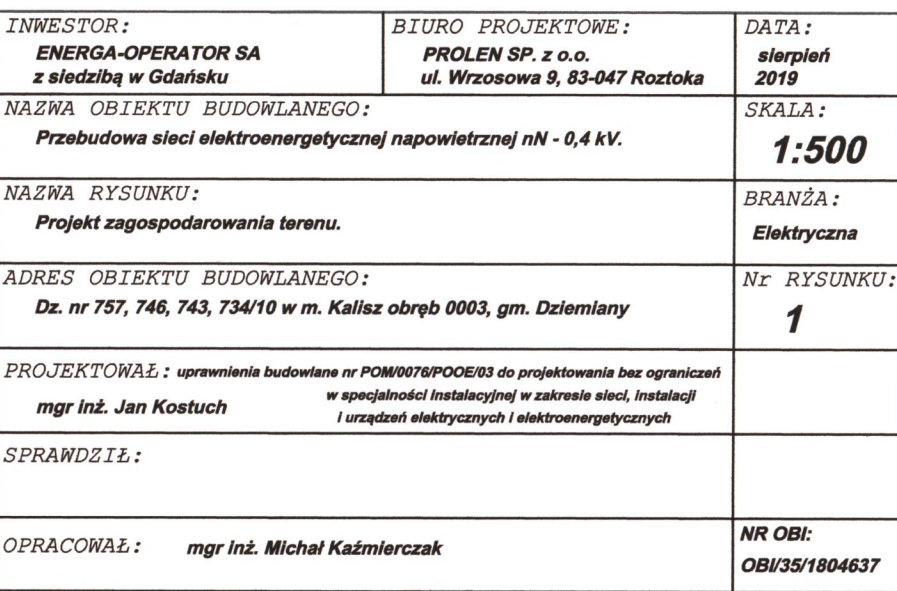 INWESTOR:
ENERGA-OPERATOR SA
z siedzibą w Gdańsku
BIURO PROJEKTOWE:
PROLEN SP. z o.o.
ul. Wrzosowa 9, 83-047 Roztoka
DATA:
sierpień
2019
NAZWA OBIEKTU BUDOWLANEGO:
Przebudowa sieci elektroenergetycznej napowietrznej nN - 0,4 kV.
SKALA:
1:500
NAZWA RYSUNKU:
Projekt zagospodarowania terenu.
BRANŻA:
Elektryczna
ADRES OBIEKTU BUDOWLANEGO:
Dz. nr 757, 746, 743, 734/10 w m. Kalisz obręb 0003, gm. Dziemiany
Nr RYSUNKU:
1
PROJEKTOWAŁ: uprawnienia budowlane nr POM/0076/POOE/03 do projektowania bez ograniczeń
w specjalności instalacyjnej w zakresie sieci, instalacji
i urządzeń elektrycznych i elektroenergetycznych
mgr inż. Jan Kostuch
SPRAWDZIŁ:
OPRACOWAŁ: mgr inż. Michał Kaźmierczak
NR OBI:
OBI/35/1804637